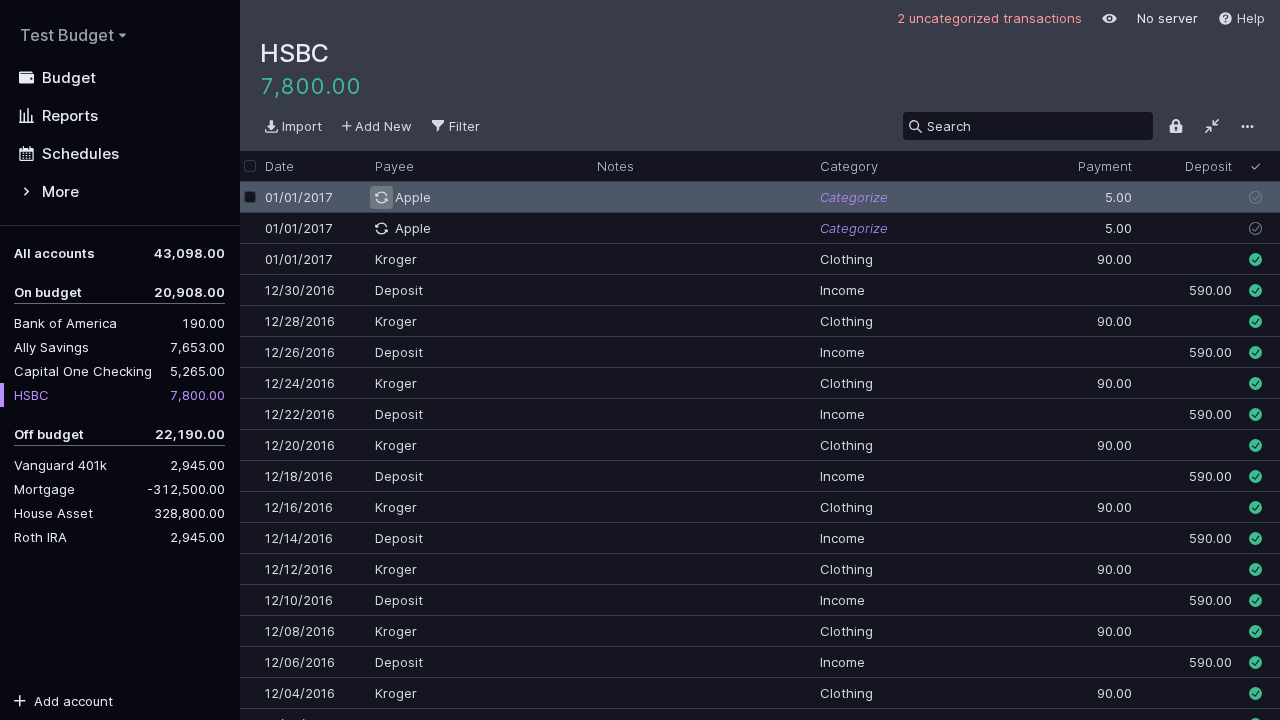 Test Budget
Budget
Reports
Schedules
More
All accounts 43,098.00
On budget 20,908.00
Bank of America 190.00
Ally Savings 7,653.00
Capital One Checking 5,265.00
HSBC 7,800.00
Off budget 22,190.00
Vanguard 401k 2,945.00
Mortgage -312,500.00
House Asset 328,800.00
Roth IRA 2,945.00
Add account
2 uncategorized transactions No server Help
HSBC
7,800.00
Import Add New Filter Search
Date Payee Notes Category Payment Deposit
01/01/2017 Apple Categorize 5.00
01/01/2017 Apple Categorize 5.00
01/01/2017 Kroger Clothing 90.00
12/30/2016 Deposit Income 590.00
12/28/2016 Kroger Clothing 90.00
12/26/2016 Deposit Income 590.00
12/24/2016 Kroger Clothing 90.00
12/22/2016 Deposit Income 590.00
12/20/2016 Kroger Clothing 90.00
12/18/2016 Deposit Income 590.00
12/16/2016 Kroger Clothing 90.00
12/14/2016 Deposit Income 590.00
12/12/2016 Kroger Clothing 90.00
12/10/2016 Deposit Income 590.00
12/08/2016 Kroger Clothing 90.00
12/06/2016 Deposit Income 590.00
12/04/2016 Kroger Clothing 90.00